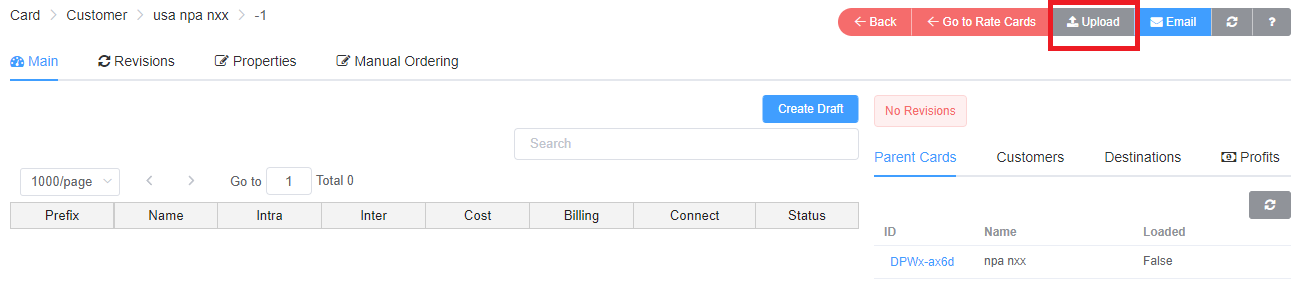 Card > Customer > usa npa nxx > -1
← Back ← Go to Rate Cards Upload Email ?
Main Revisions Properties Manual Ordering
Create Draft
Search
1000/page < > Go to 1 Total 0
Prefix Name Intra Inter Cost Billing Connect Status
No Revisions
Parent Cards Customers Destinations Profits
ID Name Loaded
DPWx-ax6d npa nxx False